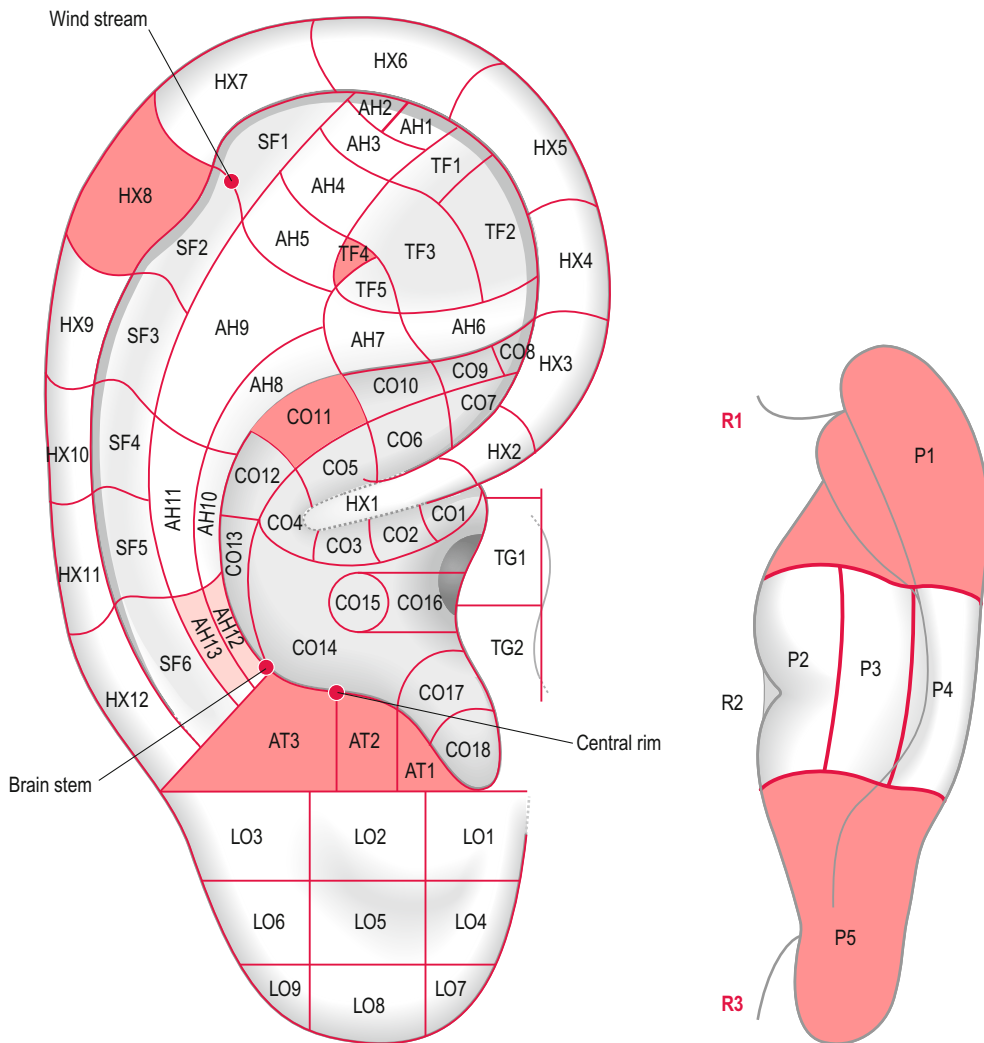 Wind stream
HX6
HX7
AH2
AH1
SF1
AH3
HX5
TF1
AH4
HX8
TF2
AH5
SF2
TF4
TF3
HX4
TF5
HX9
SF3
AH9
AH6
AH7
CO8
HX3
CO9
AH8
CO10
CO7
CO11
R1
P1
SF4
CO6
HX2
HX10
CO5
CO12
AH11
AH10
HX1
CO4
CO1
CO2
CO3
SF5
CO13
TG1
HX11
CO15
CO16
AH12
AH13
CO14
TG2
SF6
P2
P3
P4
CO17
HX12
R2
AT3
AT2
CO18
Central rim
AT1
Brain stem
LO3
LO2
LO1
LO6
LO5
LO4
P5
LO9
LO8
LO7
R3